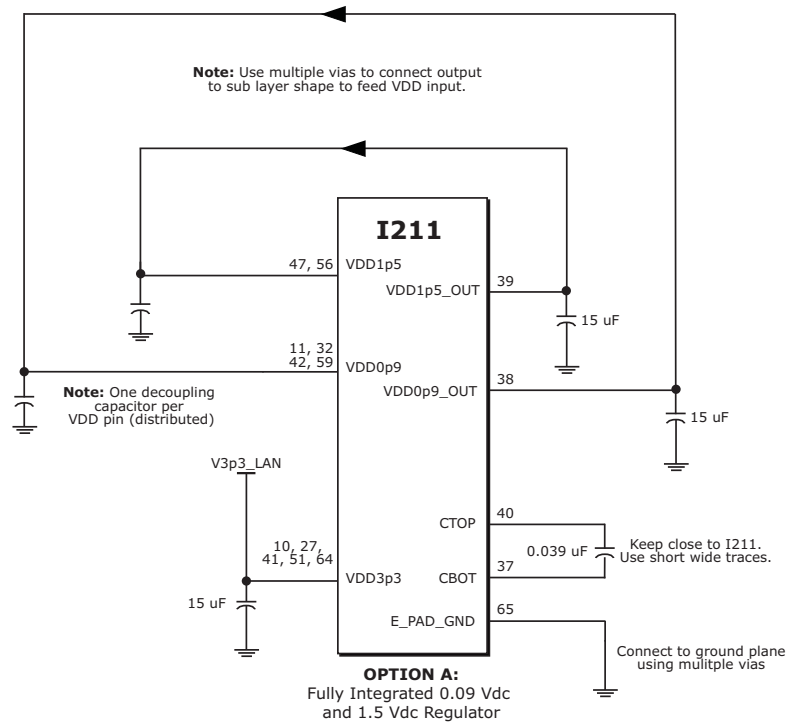 Note: Use multiple vias to connect output
to sub layer shape to feed VDD input.
I211
47, 56
VDD1p5
VDD1p5_OUT
39
15 uF
11, 32
42, 59
VDD0p9
VDD0p9_OUT
38
15 uF
Note: One decoupling
capacitor per
VDD pin (distributed)
V3p3_LAN
10, 27,
41, 51, 64
VDD3p3
15 uF
CTOP
40
0.039 uF
Keep close to I211.
Use short wide traces.
CBOT
37
E_PAD_GND
65
Connect to ground plane
using mulitple vias
OPTION A:
Fully Integrated 0.09 Vdc
and 1.5 Vdc Regulator